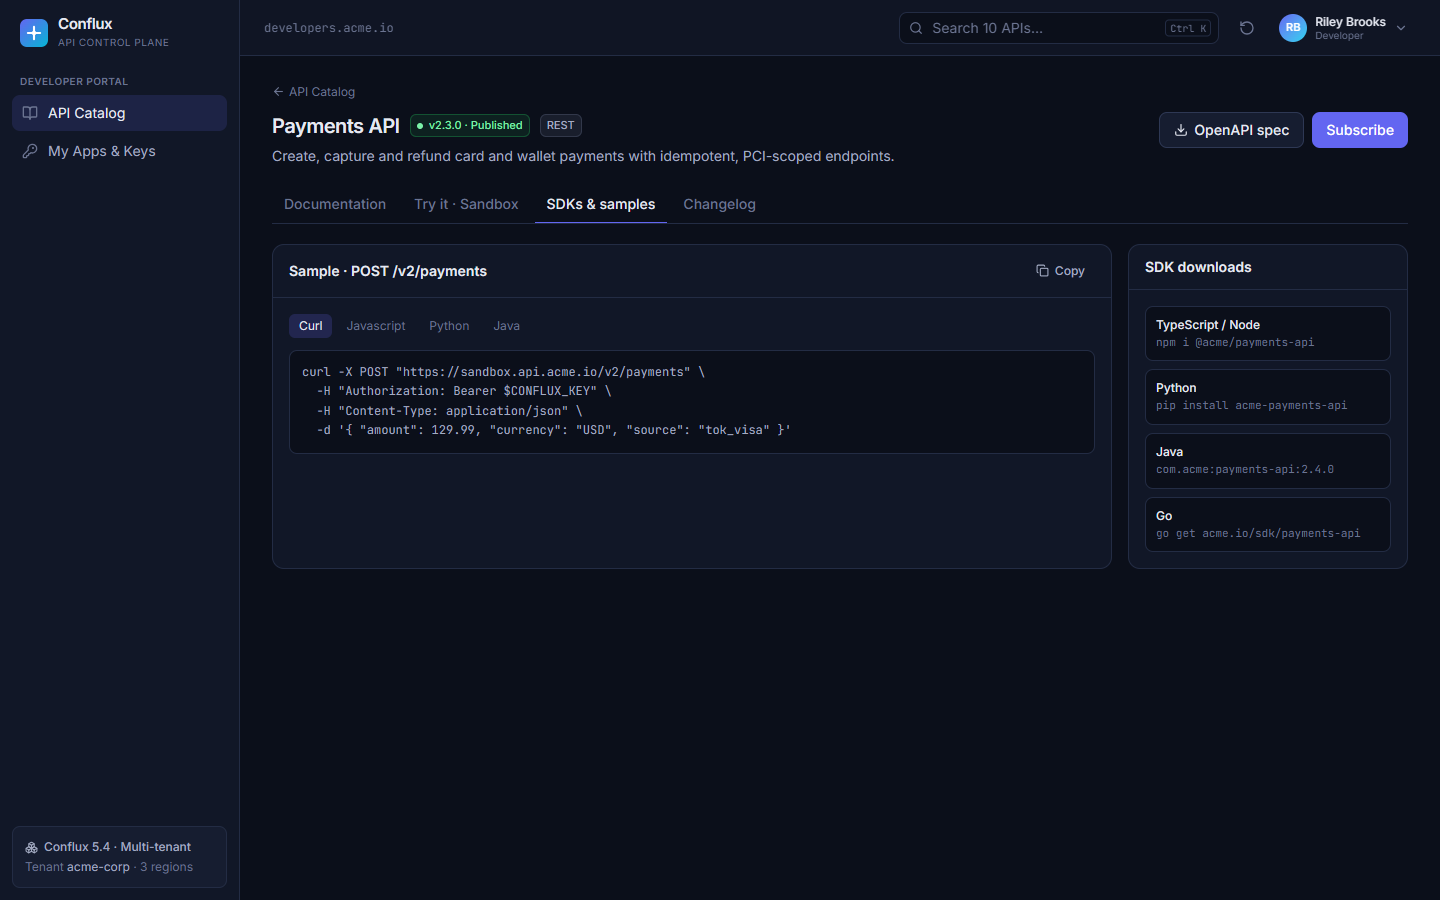 Conflux
API CONTROL PLANE
DEVELOPER PORTAL
API Catalog
My Apps & Keys
Conflux 5.4 · Multi-tenant
Tenant acme-corp · 3 regions
developers.acme.io
Search 10 APIs...
Ctrl K
RB
Riley Brooks
Developer
API Catalog
Payments API
v2.3.0 · Published
REST
OpenAPI spec
Subscribe
Create, capture and refund card and wallet payments with idempotent, PCI-scoped endpoints.
Documentation
Try it · Sandbox
SDKs & samples
Changelog
Sample · POST /v2/payments
Copy
Curl
Javascript
Python
Java
curl -X POST "https://sandbox.api.acme.io/v2/payments" \
-H "Authorization: Bearer $CONFLUX_KEY" \
-H "Content-Type: application/json" \
-d '{ "amount": 129.99, "currency": "USD", "source": "tok_visa" }'
SDK downloads
TypeScript / Node
npm i @acme/payments-api
Python
pip install acme-payments-api
Java
com.acme:payments-api:2.4.0
Go
go get acme.io/sdk/payments-api